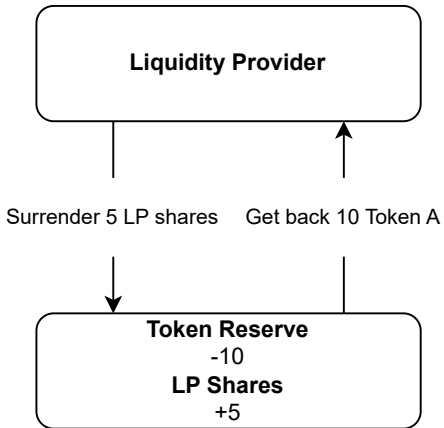 Liquidity Provider
Surrender 5 LP shares
Get back 10 Token A
Token Reserve
-10
LP Shares
+5